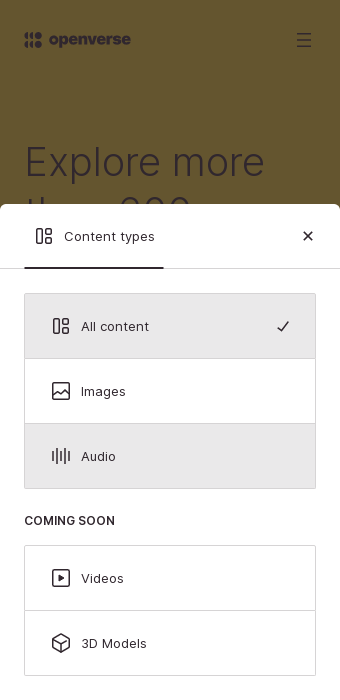 openverse
Explore more
Content types
All content
Images
Audio
COMING SOON
Videos
3D Models